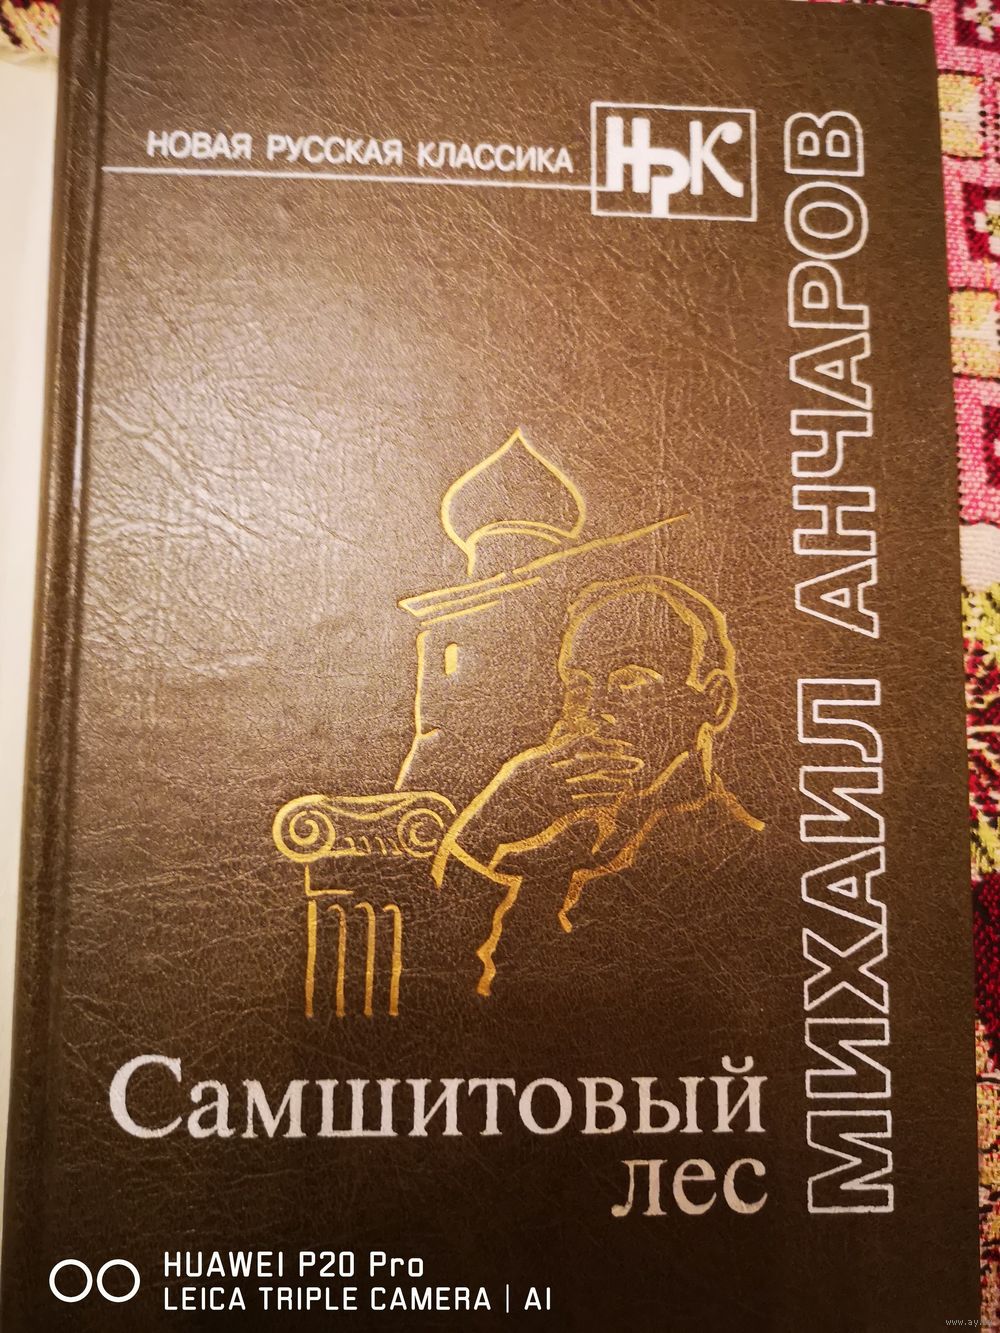 НОВАЯ РУССКАЯ КЛАССИКА
НРК
МИХАИЛ АНЧАРОВ
Самшитовый
лес
HUAWEI P20 Pro
LEICA TRIPLE CAMERA | AI